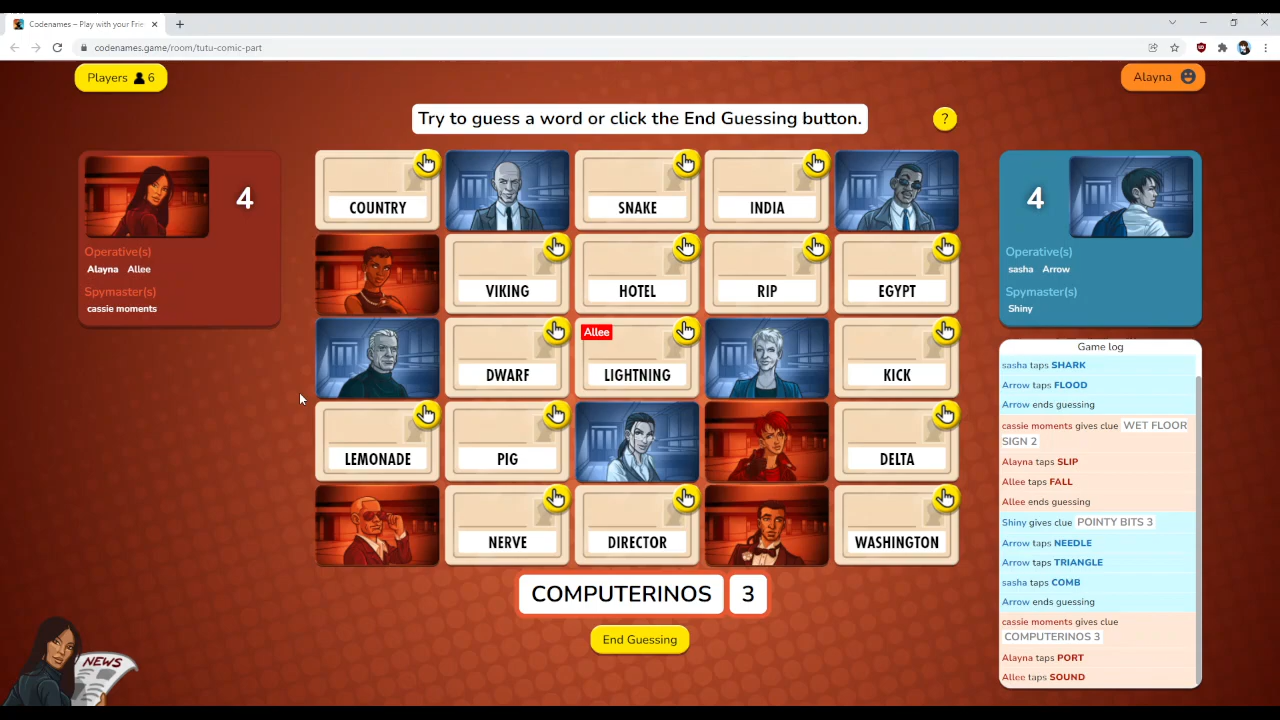 Codenames – Play with your Frie
codenames.game/room/tutu-comic-part
Players 6
Alayna
Try to guess a word or click the End Guessing button.
?
4
Operative(s)
Alayna Allee
Spymaster(s)
cassie moments
COUNTRY
SNAKE
INDIA
VIKING
HOTEL
RIP
EGYPT
DWARF
Allee
LIGHTNING
KICK
LEMONADE
PIG
DELTA
NERVE
DIRECTOR
WASHINGTON
COMPUTERINOS 3
End Guessing
NEWS
4
Operative(s)
sasha Arrow
Spymaster(s)
Shiny
Game log
sasha taps SHARK
Arrow taps FLOOD
Arrow ends guessing
cassie moments gives clue WET FLOOR
SIGN 2
Alayna taps SLIP
Allee taps FALL
Allee ends guessing
Shiny gives clue POINTY BITS 3
Arrow taps NEEDLE
Arrow taps TRIANGLE
sasha taps COMB
Arrow ends guessing
cassie moments gives clue
COMPUTERINOS 3
Alayna taps PORT
Allee taps SOUND